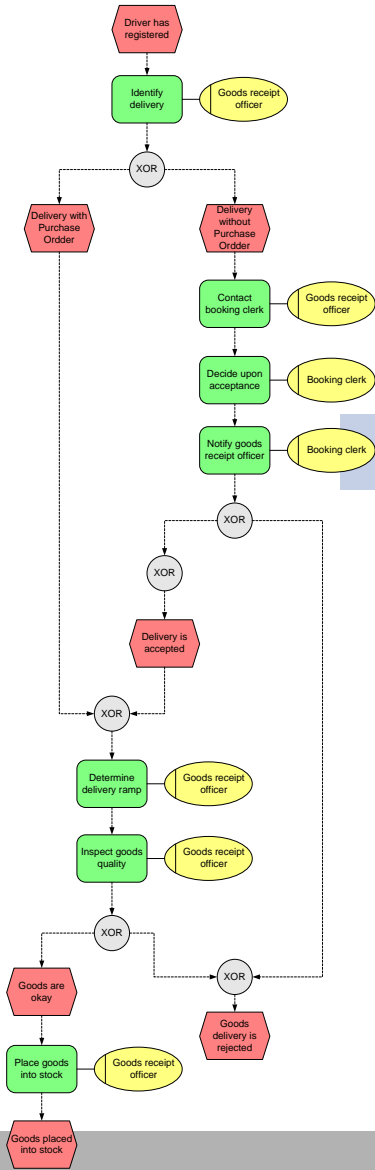 Driver has
registered
Identify
delivery
Goods receipt
officer
XOR
Delivery with
Purchase
Ordder
Delivery
without
Purchase
Ordder
Contact
booking clerk
Goods receipt
officer
Decide upon
acceptance
Booking clerk
Notify goods
receipt officer
Booking clerk
XOR
XOR
Delivery is
accepted
XOR
Determine
delivery ramp
Goods receipt
officer
Inspect goods
quality
Goods receipt
officer
XOR
Goods are
okay
XOR
Goods
delivery is
rejected
Place goods
into stock
Goods receipt
officer
Goods placed
into stock